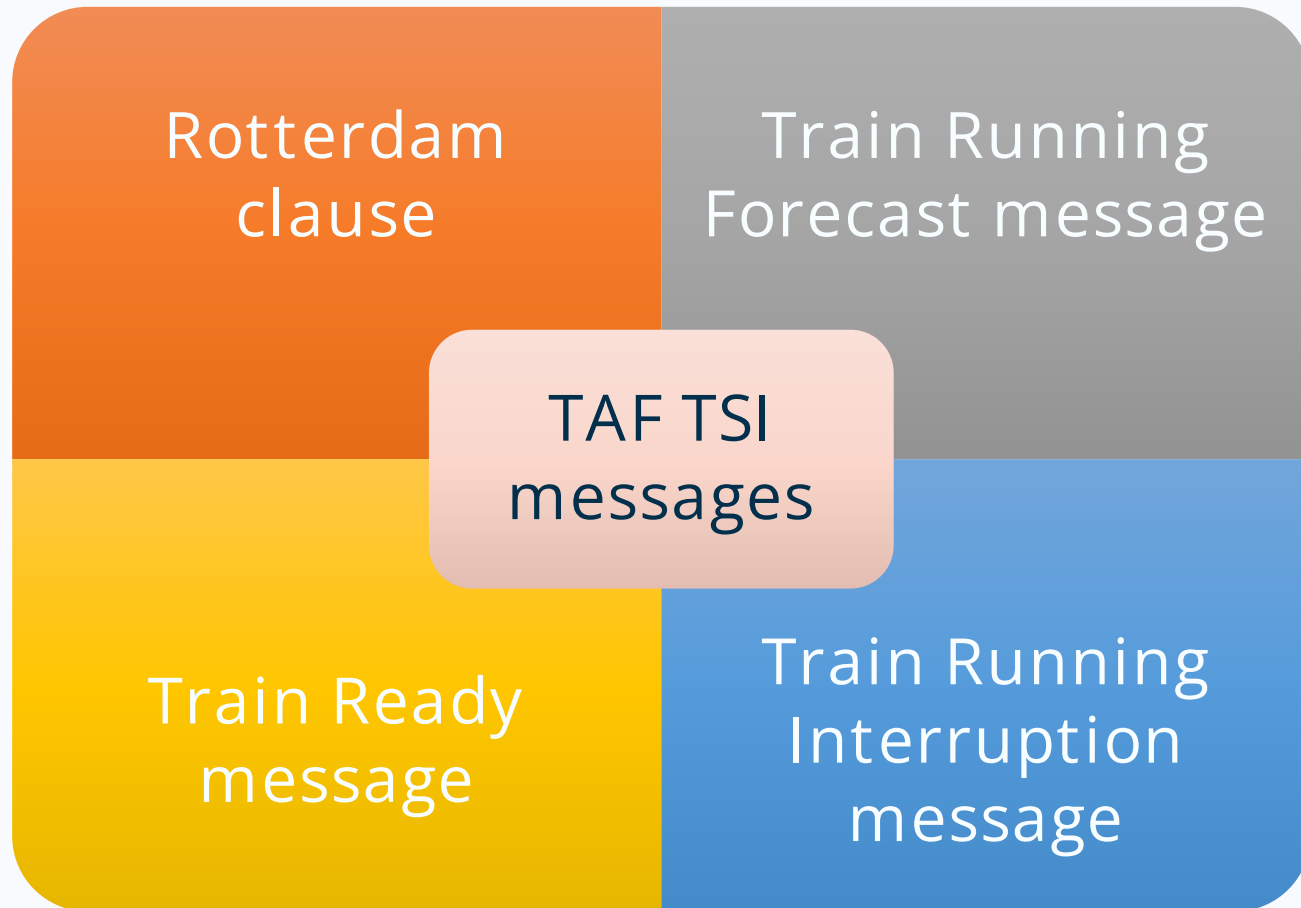 Rotterdam
clause
Train Running
Forecast message
TAF TSI
messages
Train Ready
message
Train Running
Interruption
message